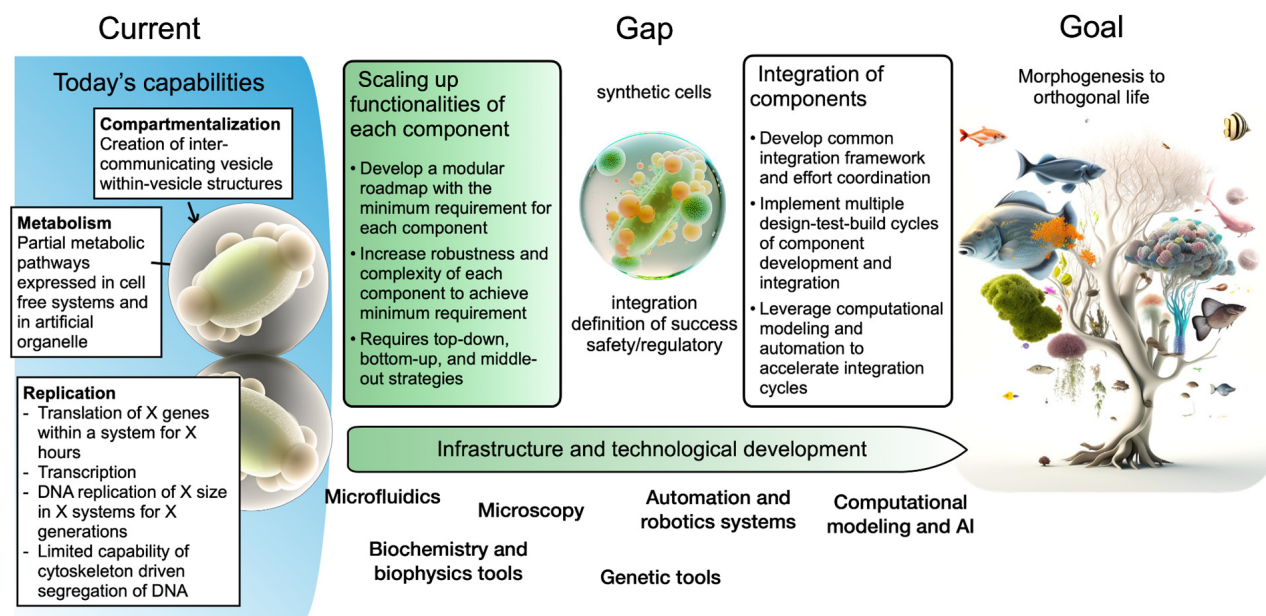 Current
Gap
Goal
Today's capabilities
Compartmentalization
Creation of inter-
communicating vesicle
within-vesicle structures
Metabolism
Partial metabolic
pathways
expressed in cell
free systems and
in artificial
organelle
Replication
- Translation of X genes
within a system for X
hours
- Transcription
- DNA replication of X size
in X systems for X
generations
- Limited capability of
cytoskeleton driven
segregation of DNA
Scaling up
functionalities of
each component
• Develop a modular
roadmap with the
minimum requirement for
each component
• Increase robustness and
complexity of each
component to achieve
minimum requirement
• Requires top-down,
bottom-up, and middle-
out strategies
synthetic cells
integration
definition of success
safety/regulatory
Integration of
components
• Develop common
integration framework
and effort coordination
• Implement multiple
design-test-build cycles
of component
development and
integration
• Leverage computational
modeling and
automation to
accelerate integration
cycles
Morphogenesis to
orthogonal life
Infrastructure and technological development
Microfluidics
Microscopy
Automation and
robotics systems
Computational
modeling and AI
Biochemistry and
biophysics tools
Genetic tools